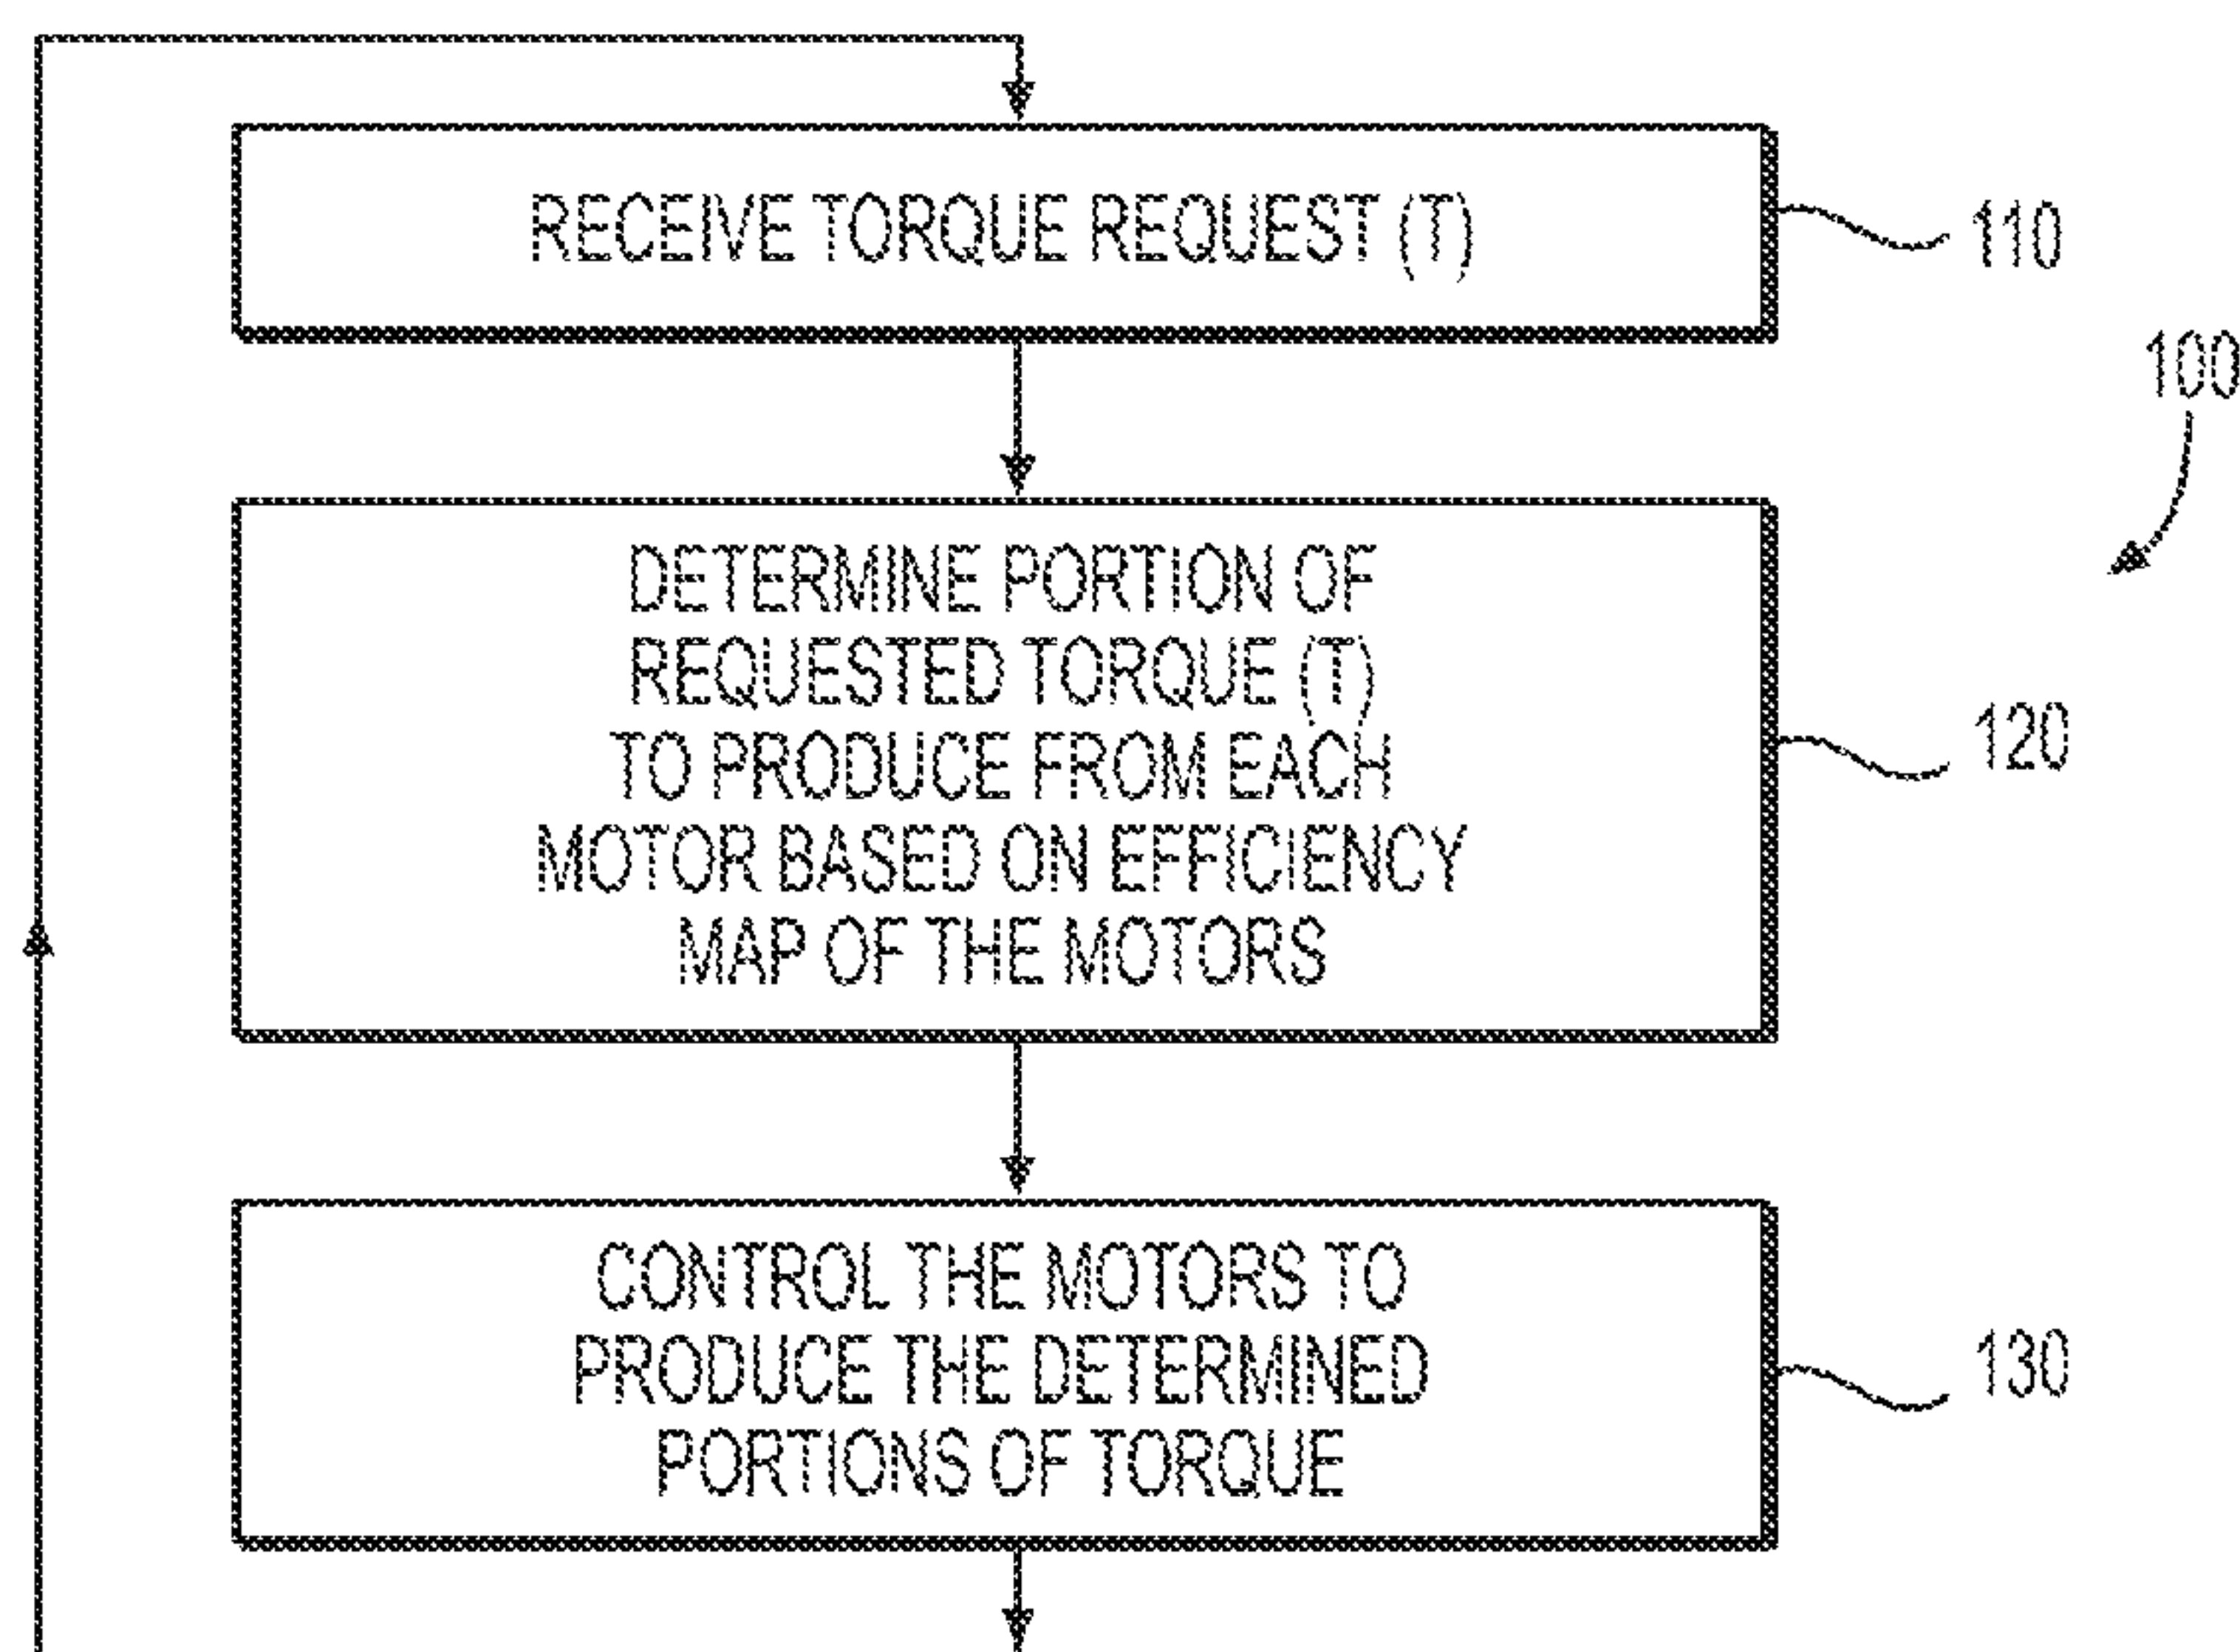 RECEIVE TORQUE REQUEST (T)
110
100
DETERMINE PORTION OF
REQUESTED TORQUE (T)
TO PRODUCE FROM EACH
MOTOR BASED ON EFFICIENCY
MAP OF THE MOTORS
120
CONTROL THE MOTORS TO
PRODUCE THE DETERMINED
PORTIONS OF TORQUE
130